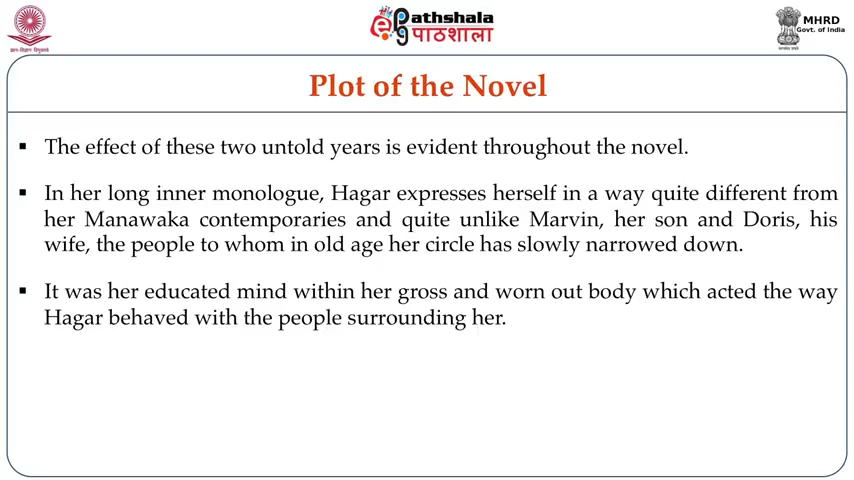 ePathshala
पाठशाला
MHRD
Govt. of India
ज्ञान-विज्ञान विमुक्तये
Plot of the Novel
▪ The effect of these two untold years is evident throughout the novel.
▪ In her long inner monologue, Hagar expresses herself in a way quite different from
her Manawaka contemporaries and quite unlike Marvin, her son and Doris, his
wife, the people to whom in old age her circle has slowly narrowed down.
▪ It was her educated mind within her gross and worn out body which acted the way
Hagar behaved with the people surrounding her.